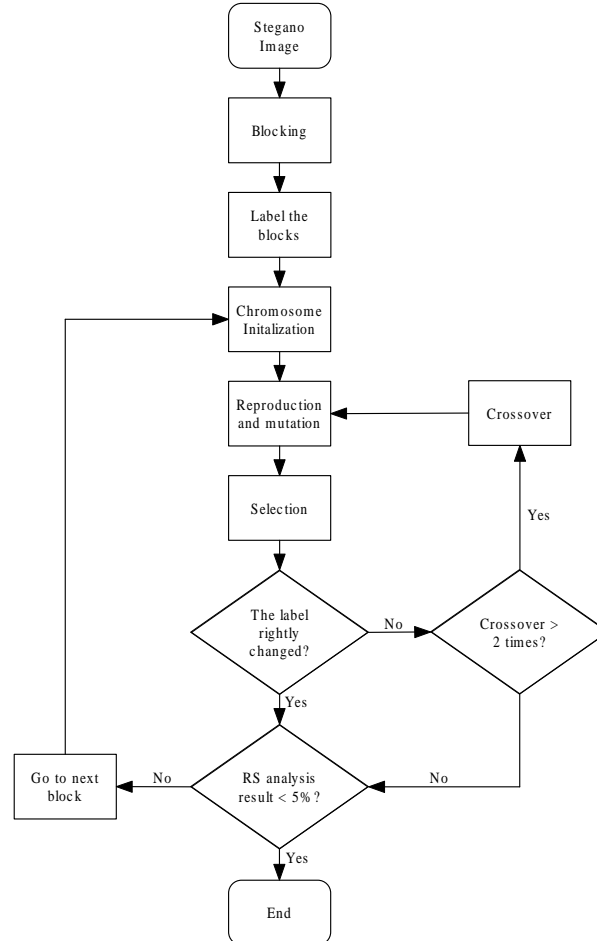 Stegano
Image
Blocking
Label the
blocks
Chromosome
Initalization
Reproduction
and mutation
Crossover
Selection
Yes
The label
rightly
changed?
No
Crossover >
2 times?
Yes
Go to next
block
No
RS analysis
result < 5%?
No
Yes
End